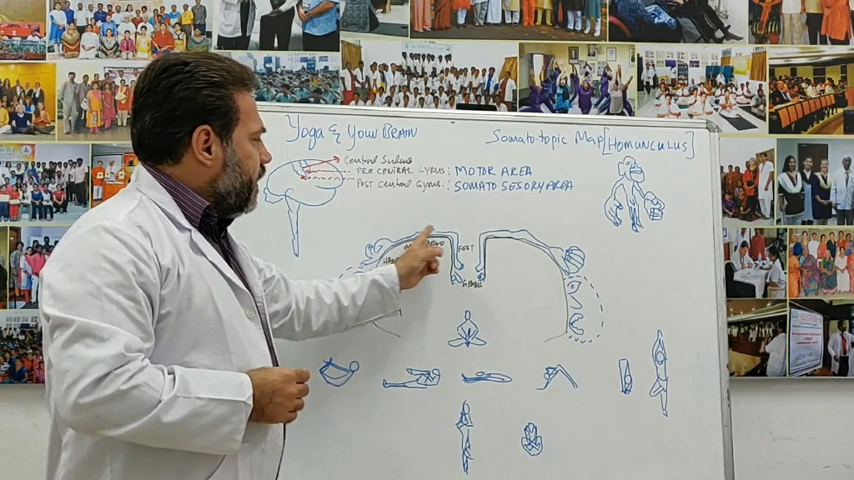 Yoga & Your BRAIN
Somatotopic Map [HOMUNCULUS]
Central Sulcus
PRE CENTRAL GYRUS : MOTOR AREA
Post Central Gyrus : SOMATO SESORY AREA
FEET